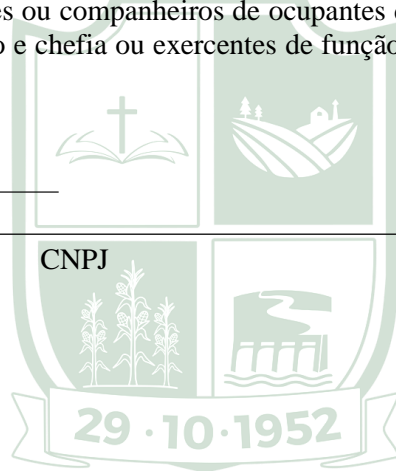 es ou companheiros de ocupantes
o e chefia ou exercentes de função
CNPJ
29 · 10 · 1952